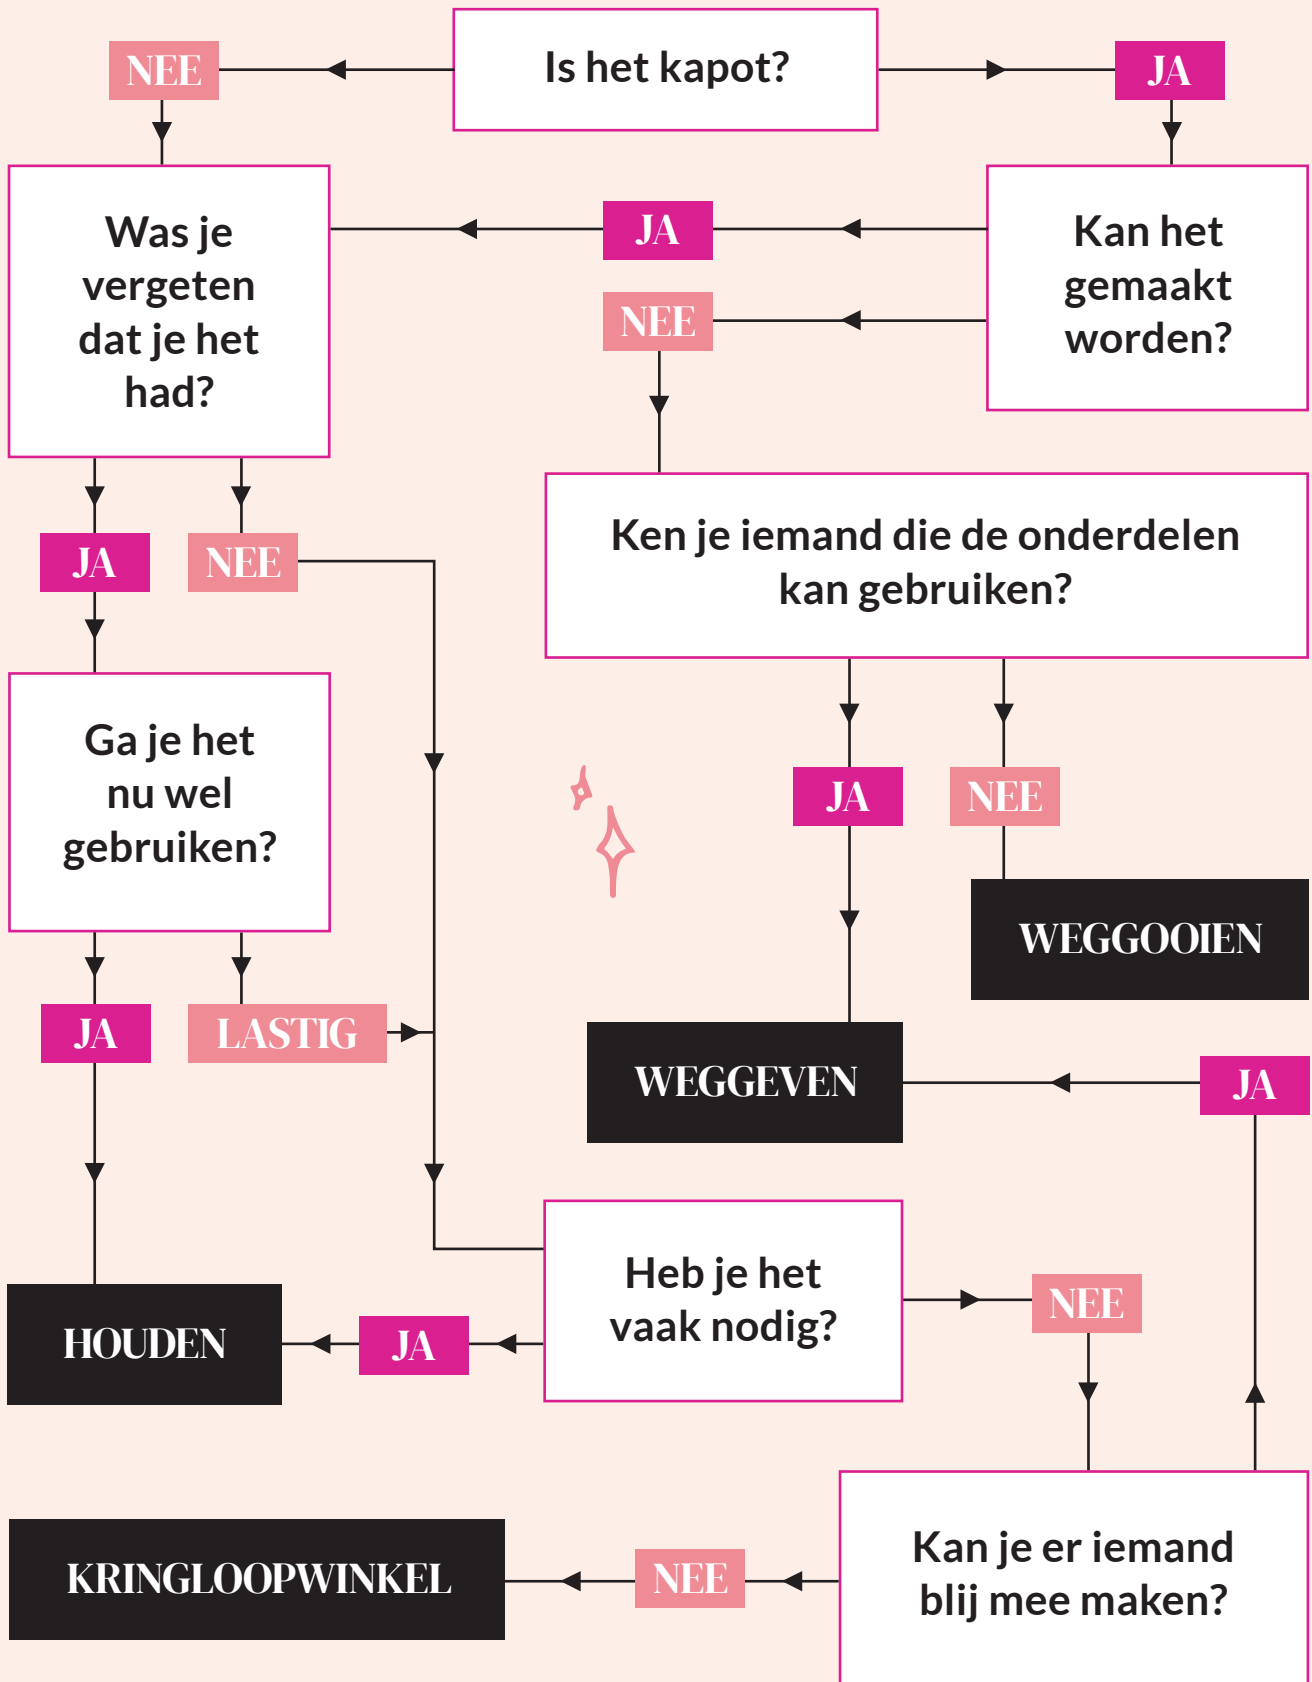 Is het kapot?
NEE
JA
Was je
vergeten
dat je het
had?
JA
NEE
Kan het
gemaakt
worden?
Ken je iemand die de onderdelen
kan gebruiken?
JA
NEE
Ga je het
nu wel
gebruiken?
JA
NEE
WEGGOOIEN
JA
LASTIG
WEGGEVEN
JA
Heb je het
vaak nodig?
NEE
JA
HOUDEN
Kan je er iemand
blij mee maken?
NEE
KRINGLOOPWINKEL